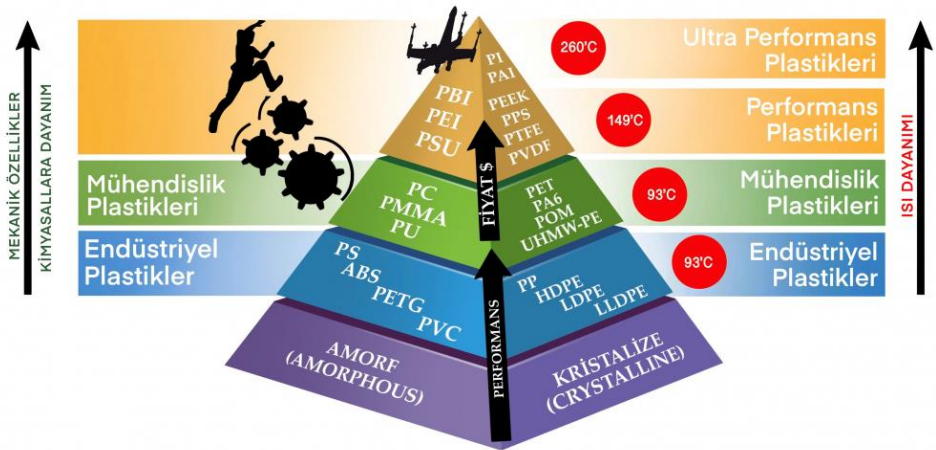 MEKANİK ÖZELLİKLER
KİMYASALLARA DAYANIM
260°C
Ultra Performans
Plastikleri
149°C
Performans
Plastikleri
PI
PAI
PBI
PEI
PSU
PEEK
PPS
PTFE
PVDF
Mühendislik
Plastikleri
PC
PMMA
PU
FİYAT $
PET
PA6
POM
UHMW-PE
93°C
Mühendislik
Plastikleri
Endüstriyel
Plastikler
PS
ABS
PETG
PVC
PP
HDPE
LDPE
LLDPE
93°C
Endüstriyel
Plastikler
AMORF
(AMORPHOUS)
PERFORMANS
KRİSTALİZE
(CRYSTALLINE)
ISI DAYANIMI